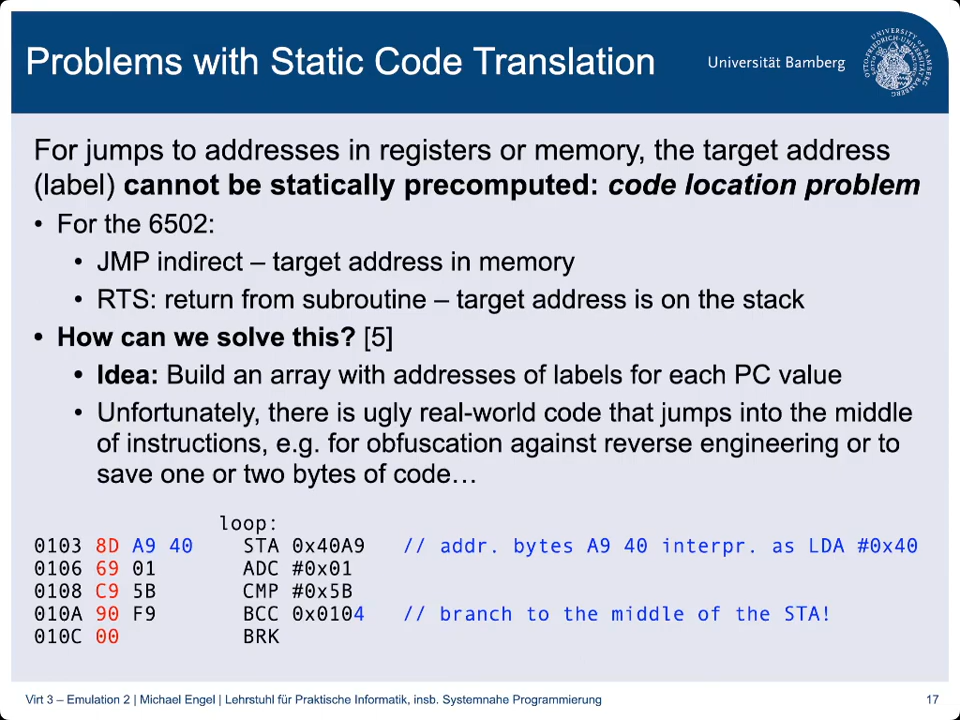 Problems with Static Code Translation
Universität Bamberg
For jumps to addresses in registers or memory, the target address
(label) cannot be statically precomputed: code location problem
• For the 6502:
• JMP indirect – target address in memory
• RTS: return from subroutine – target address is on the stack
• How can we solve this? [5]
• Idea: Build an array with addresses of labels for each PC value
• Unfortunately, there is ugly real-world code that jumps into the middle
of instructions, e.g. for obfuscation against reverse engineering or to
save one or two bytes of code…
loop:
0103 8D A9 40 STA 0x40A9 // addr. bytes A9 40 interpr. as LDA #0x40
0106 69 01 ADC #0x01
0108 C9 5B CMP #0x5B
010A 90 F9 BCC 0x0104 // branch to the middle of the STA!
010C 00 BRK
Virt 3 – Emulation 2 | Michael Engel | Lehrstuhl für Praktische Informatik, insb. Systemnahe Programmierung
17